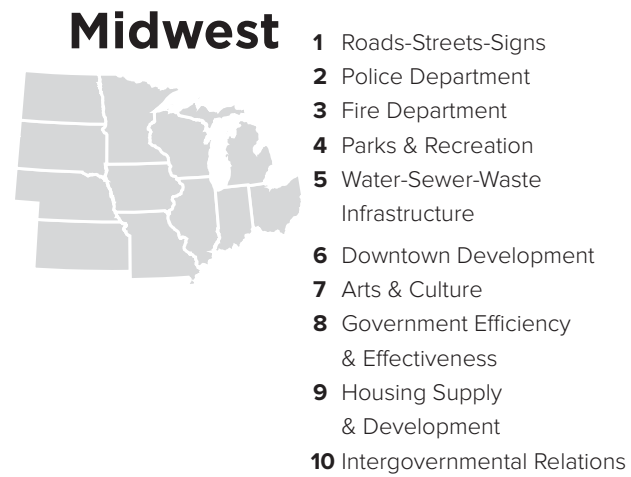 Midwest
1 Roads-Streets-Signs
2 Police Department
3 Fire Department
4 Parks & Recreation
5 Water-Sewer-Waste
Infrastructure
6 Downtown Development
7 Arts & Culture
8 Government Efficiency
& Effectiveness
9 Housing Supply
& Development
10 Intergovernmental Relations